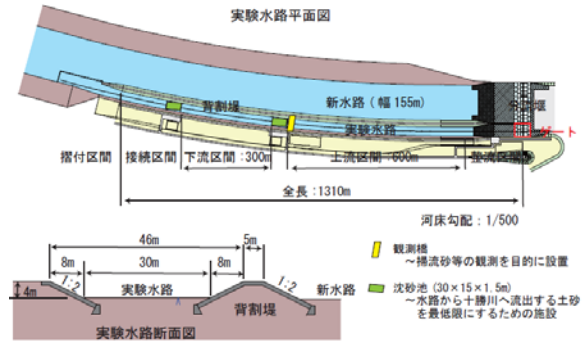 実験水路平面図
新水路(幅155m)
背割堤
分流堰
実験水路
ゲート
摺付区間
接続区間
下流区間:300m
上流区間:600m
整流区間
全長:1310m
河床勾配:1/500
46m
5m
8m
30m
8m
1:2
1:2
4m
実験水路
新水路
背割堤
実験水路断面図
観測橋
~掃流砂等の観測を目的に設置
沈砂池(30×15×1.5m)
~水路から十勝川へ流出する土砂
を最低限にするための施設